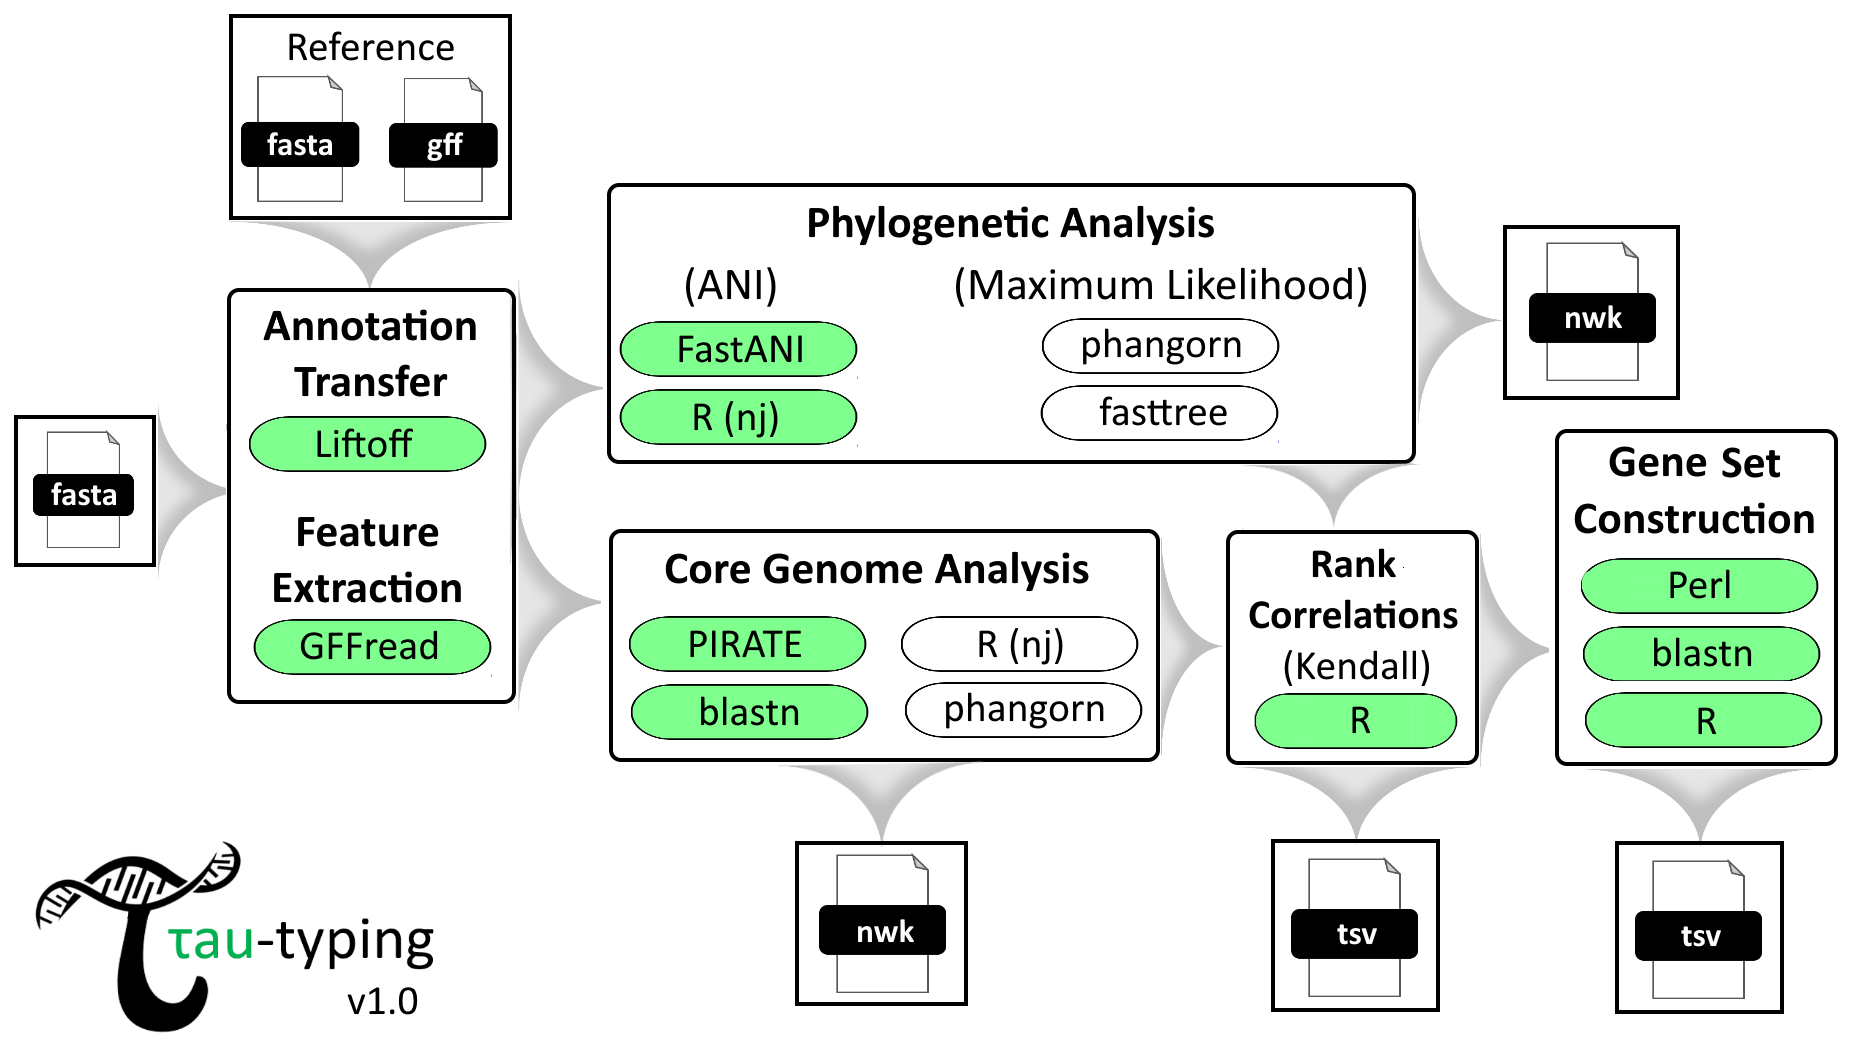 Reference
fasta
gff
Annotation
Transfer
Liftoff
Feature
Extraction
GFFread
fasta
Phylogenetic Analysis
(ANI)
FastANI
R (nj)
(Maximum Likelihood)
phangorn
fasttree
nwk
Core Genome Analysis
PIRATE
blastn
R (nj)
phangorn
nwk
Rank
Correlations
(Kendall)
R
tsv
Gene Set
Construction
Perl
blastn
R
tsv
τau-typing
v1.0